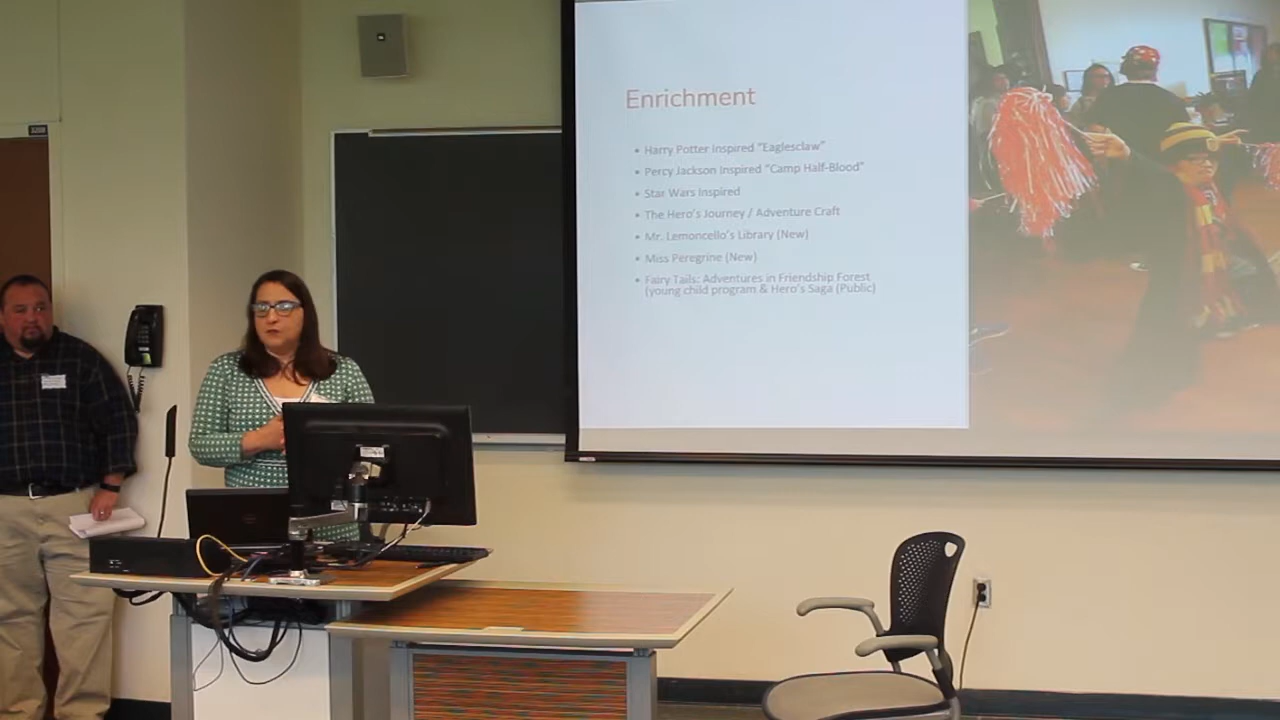 Enrichment
• Harry Potter Inspired “Eaglesclaw”
• Percy Jackson Inspired “Camp Half-Blood”
• Star Wars Inspired
• The Hero’s Journey / Adventure Craft
• Mr. Lemoncello’s Library (New)
• Miss Peregrine (New)
• Fairy Tails: Adventures in Friendship Forest
(young child program & Hero’s Saga (Public)